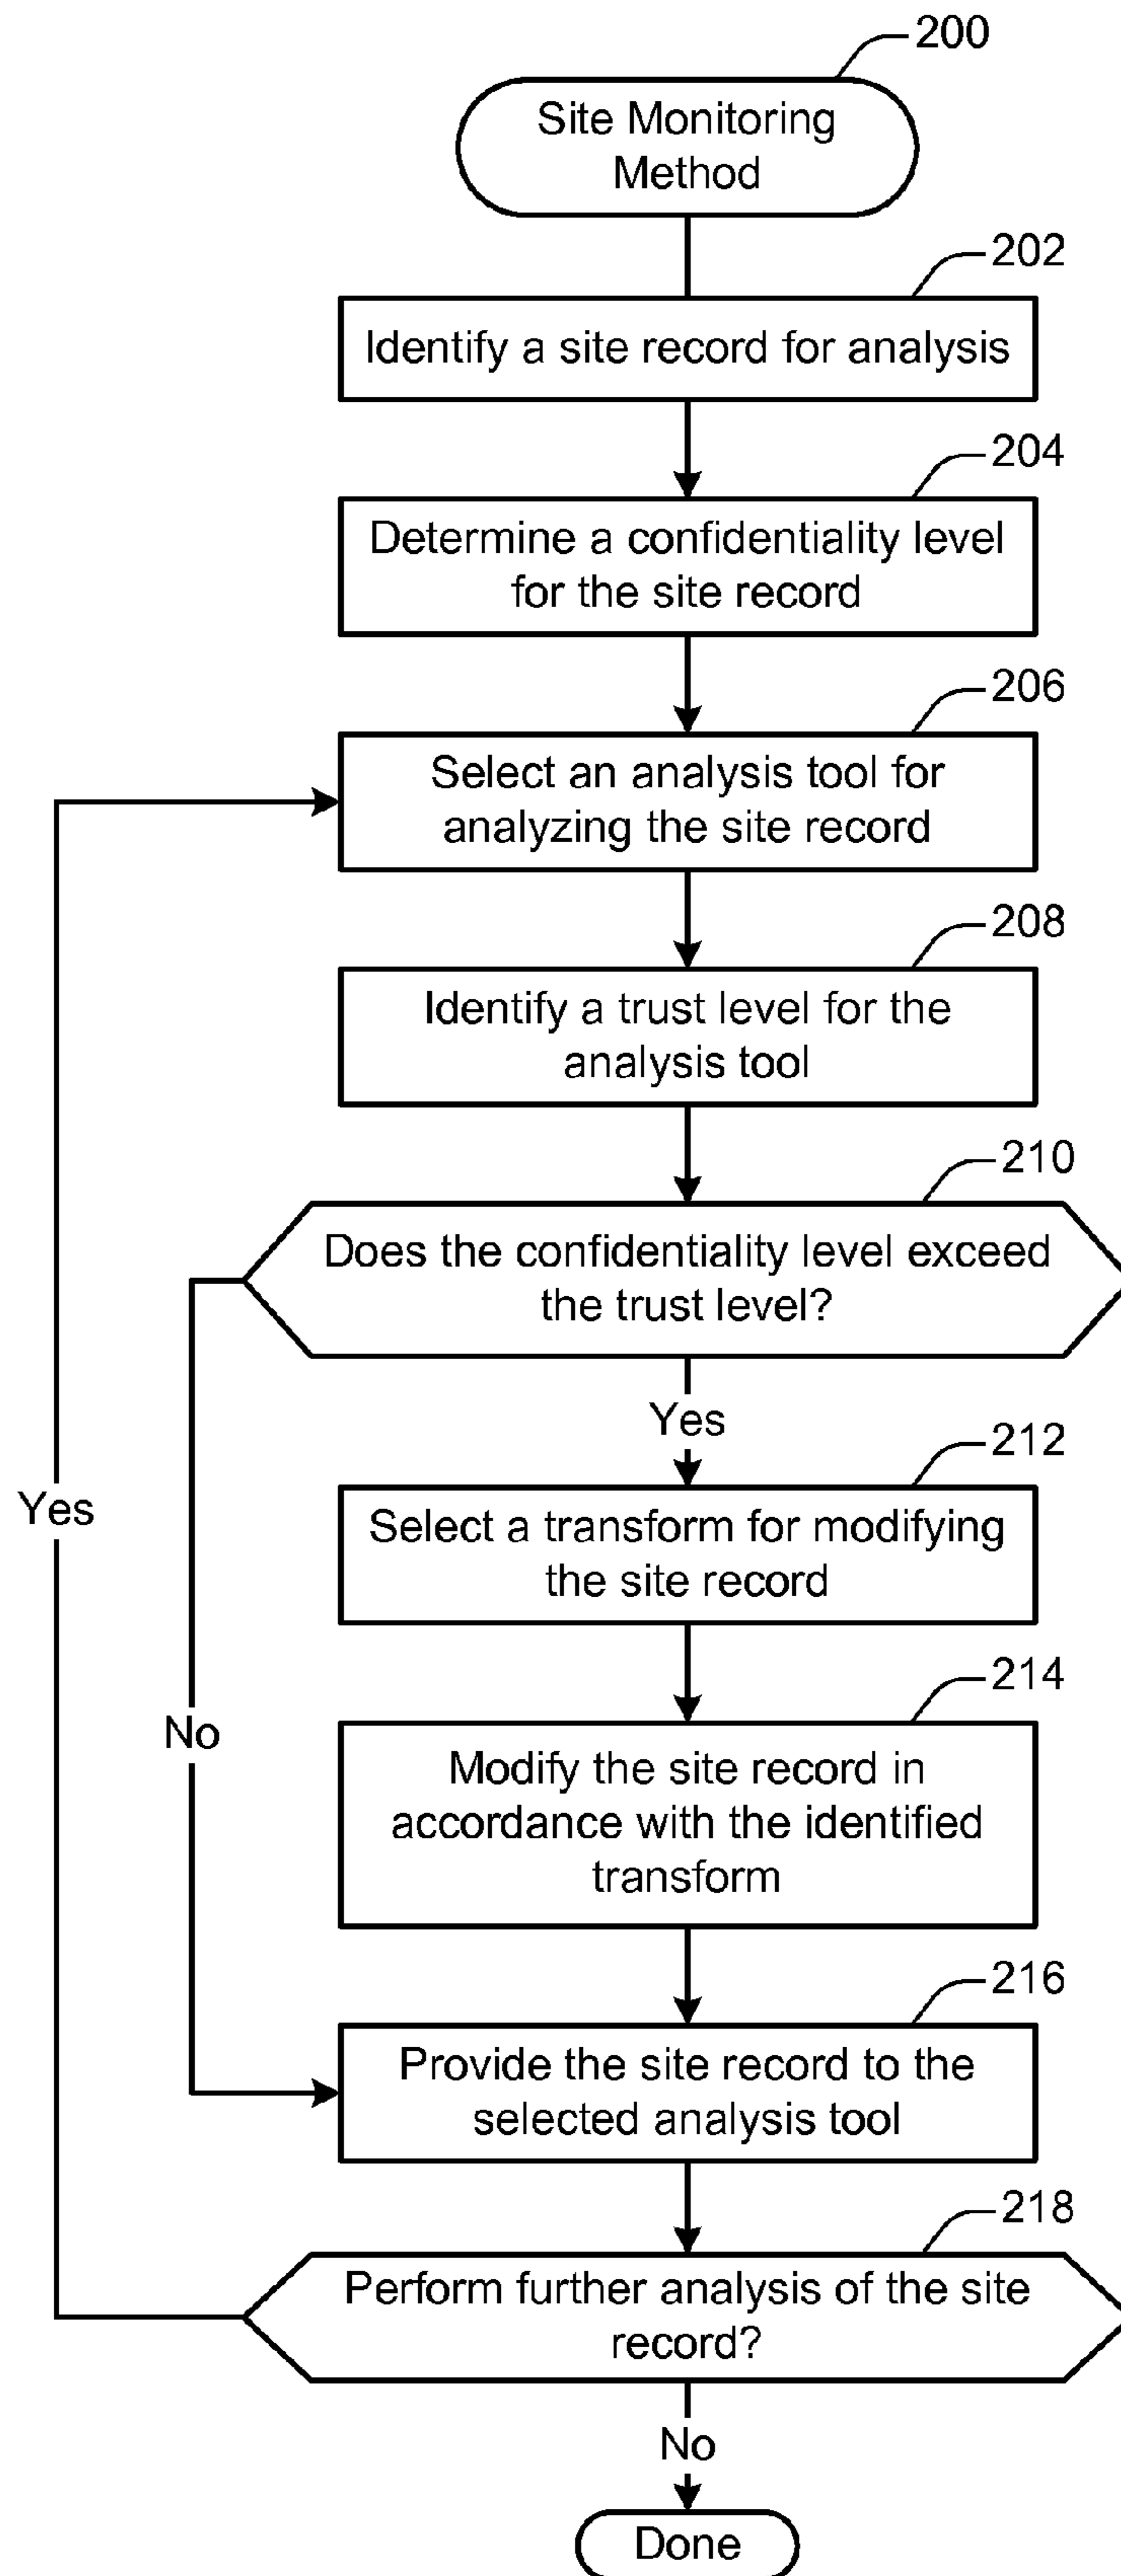 200
Site Monitoring
Method
202
Identify a site record for analysis
204
Determine a confidentiality level
for the site record
206
Select an analysis tool for
analyzing the site record
208
Identify a trust level for the
analysis tool
210
Does the confidentiality level exceed
the trust level?
Yes
212
Select a transform for modifying
the site record
Yes
214
No
Modify the site record in
accordance with the identified
transform
216
Provide the site record to the
selected analysis tool
218
Perform further analysis of the site
record?
No
Done